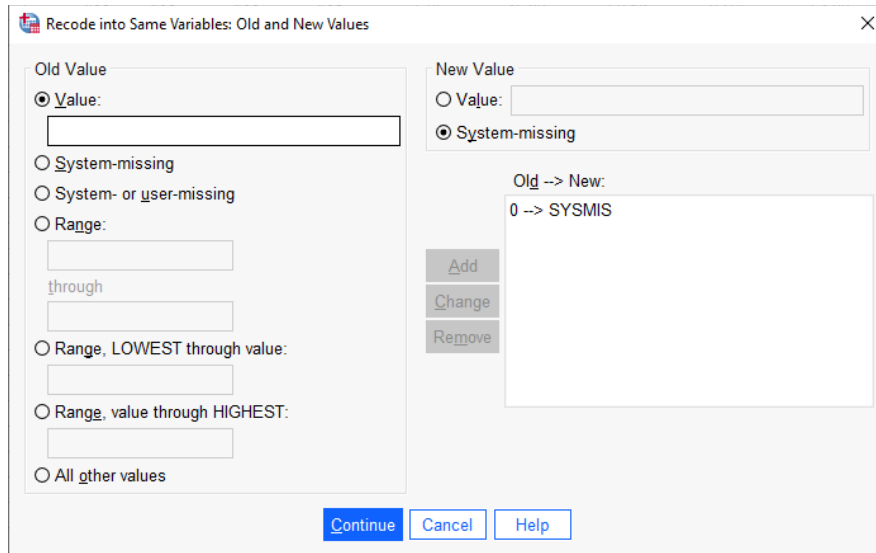 Recode into Same Variables: Old and New Values
Old Value
Value:
System-missing
System- or user-missing
Range:
through
Range, LOWEST through value:
Range, value through HIGHEST:
All other values
New Value
Value:
System-missing
Old --> New:
0 --> SYSMIS
Add
Change
Remove
Continue Cancel Help